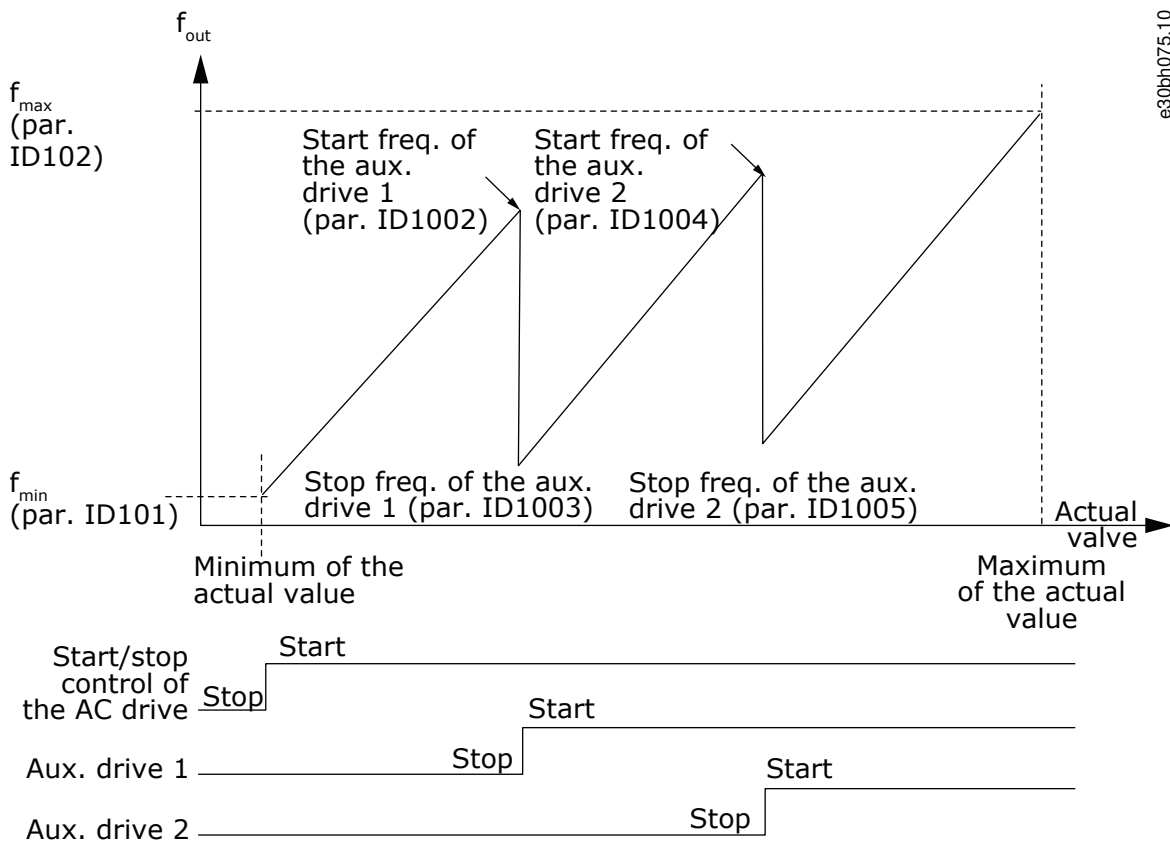 f out
e30bh075.10
f max
(par.
ID102)
Start freq. of
the aux.
drive 1
(par. ID1002)
Start freq. of
the aux.
drive 2
(par. ID1004)
f min
(par. ID101)
Stop freq. of the aux.
drive 1 (par. ID1003)
Stop freq. of the aux.
drive 2 (par. ID1005)
Actual
valve
Minimum of the
actual value
Maximum
of the actual
value
Start/stop
control of
the AC drive
Stop
Start
Aux. drive 1
Stop
Start
Aux. drive 2
Stop
Start